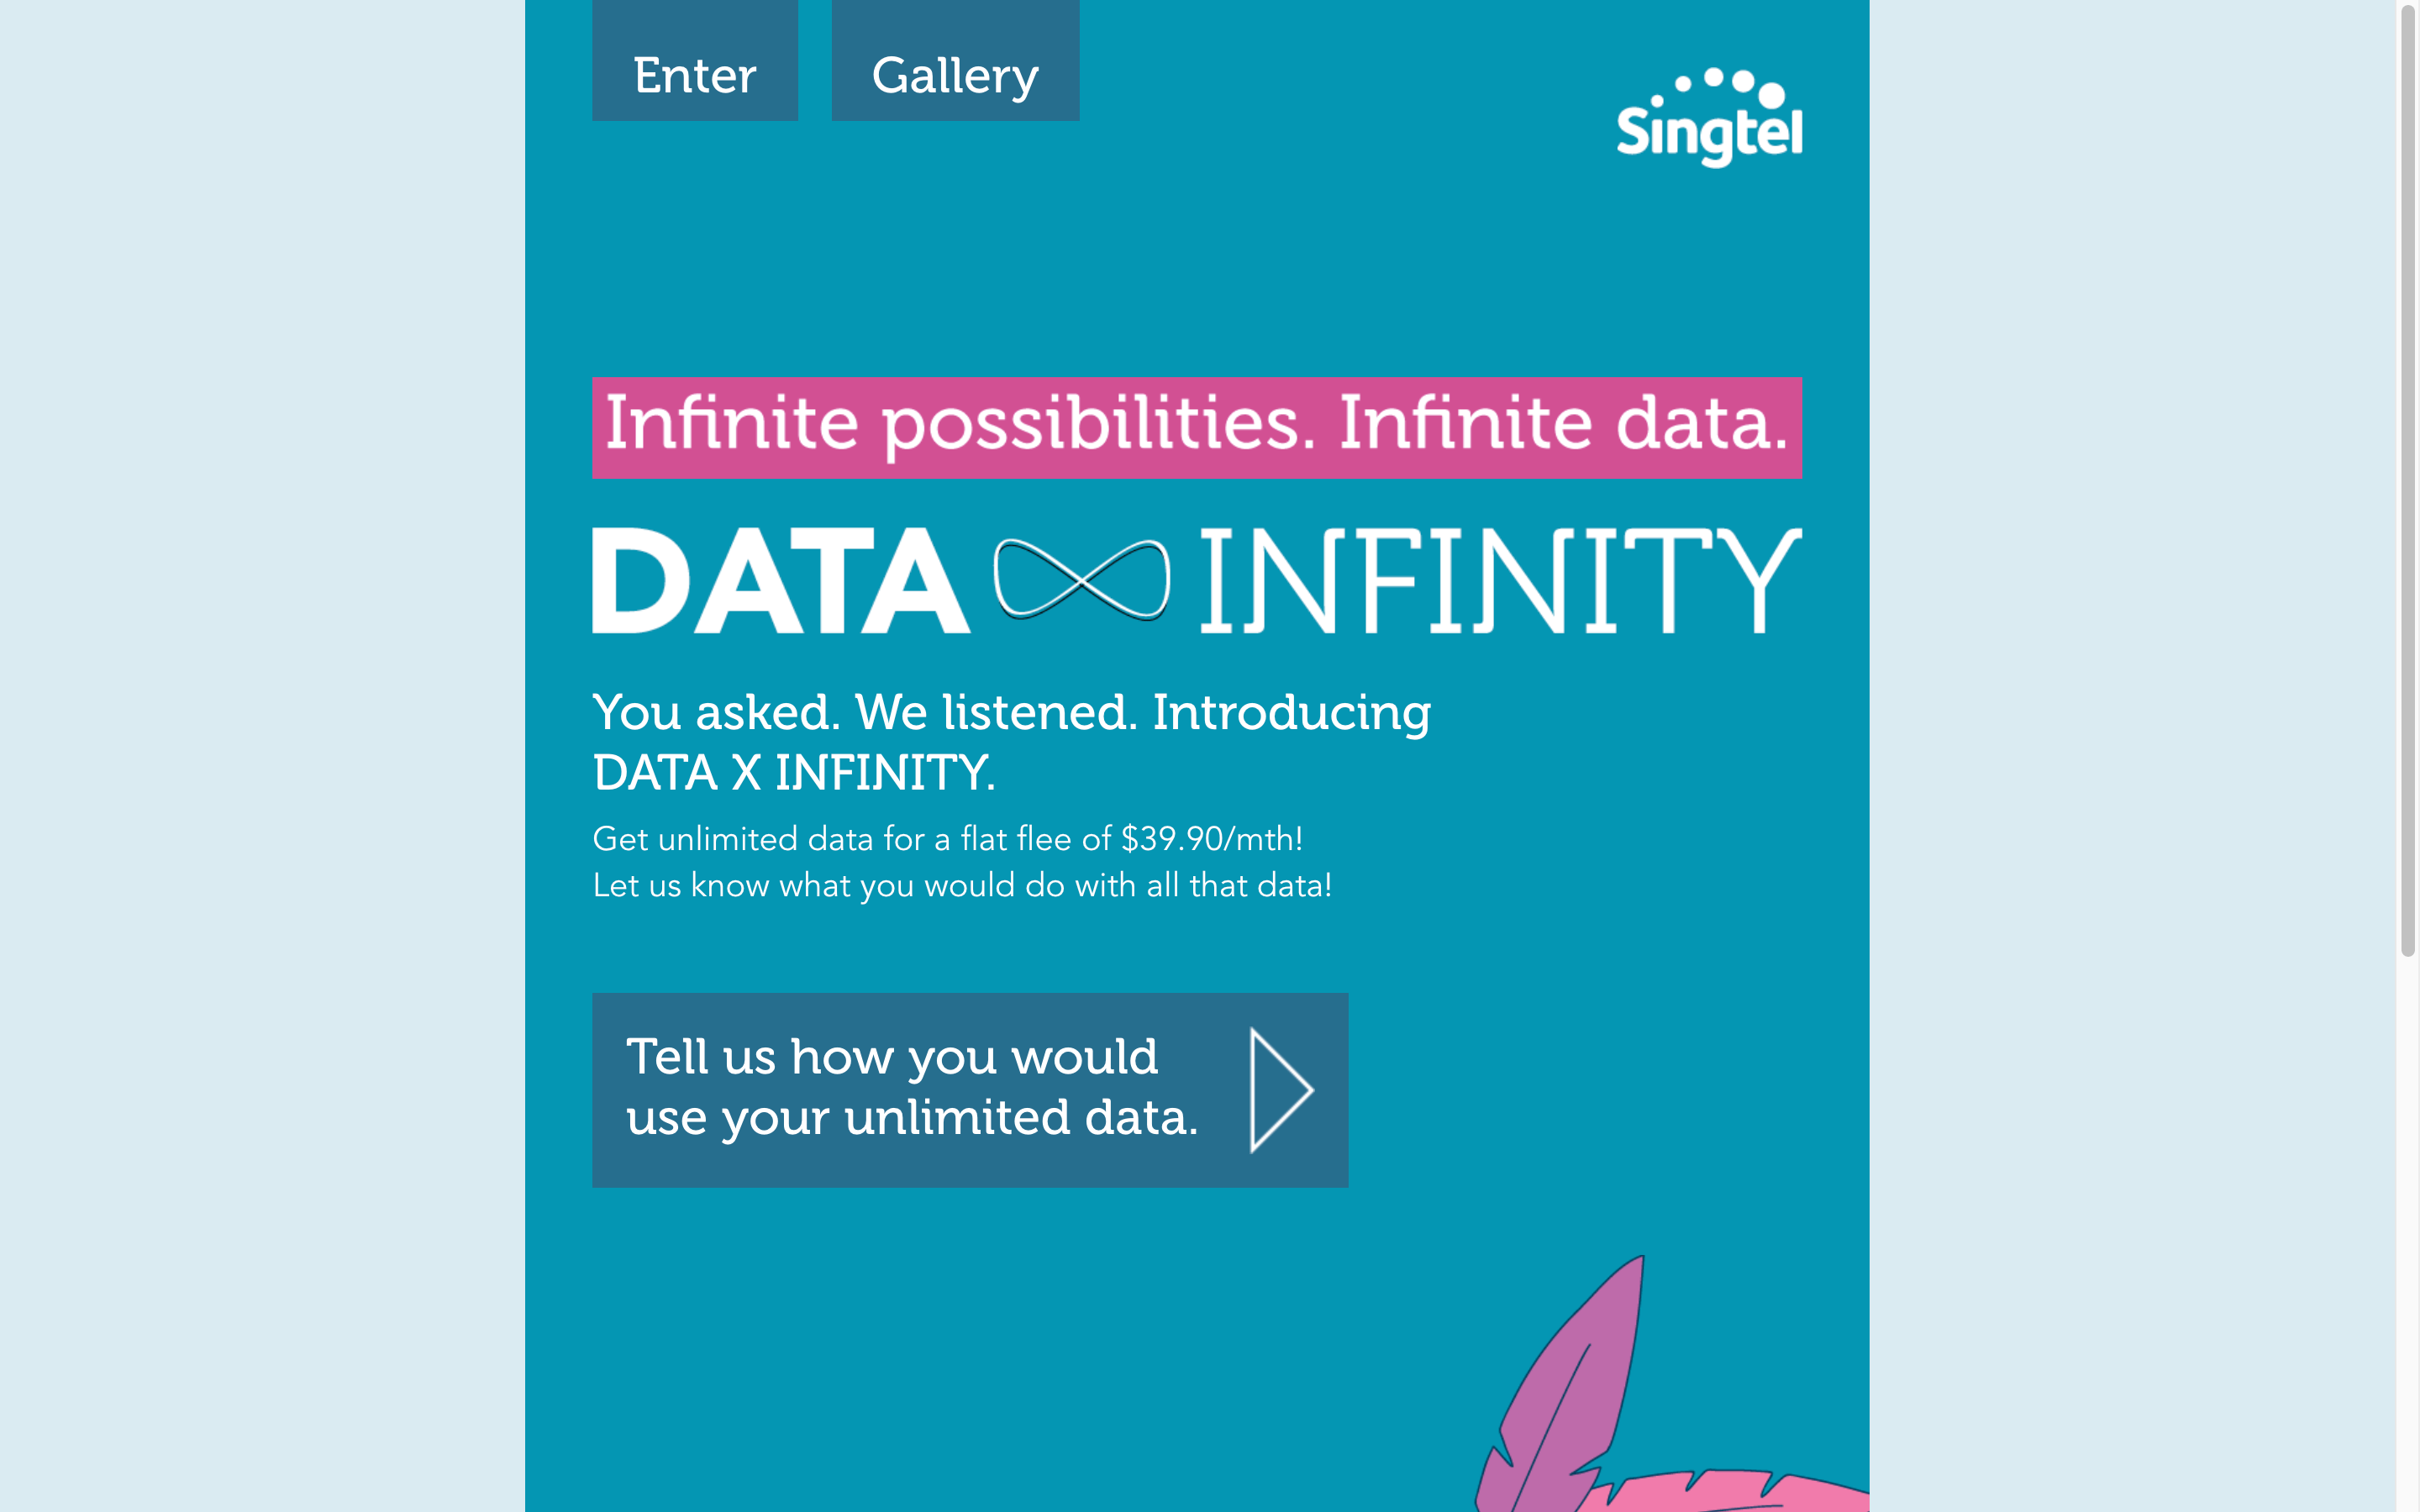 Enter
Gallery
Singtel
Infinite possibilities. Infinite data.
DATA ∞ INFINITY
You asked. We listened. Introducing
DATA X INFINITY.
Get unlimited data for a flat flee of $39.90/mth!
Let us know what you would do with all that data!
Tell us how you would
use your unlimited data.